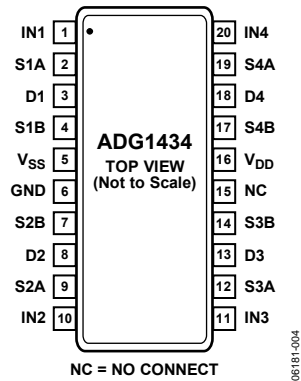 IN1 1 20 IN4
S1A 2 19 S4A
D1 3 18 D4
S1B 4 17 S4B
VSS 5 16 VDD
GND 6 15 NC
S2B 7 14 S3B
D2 8 13 D3
S2A 9 12 S3A
IN2 10 11 IN3
ADG1434
TOP VIEW
(Not to Scale)
NC = NO CONNECT
06181-004